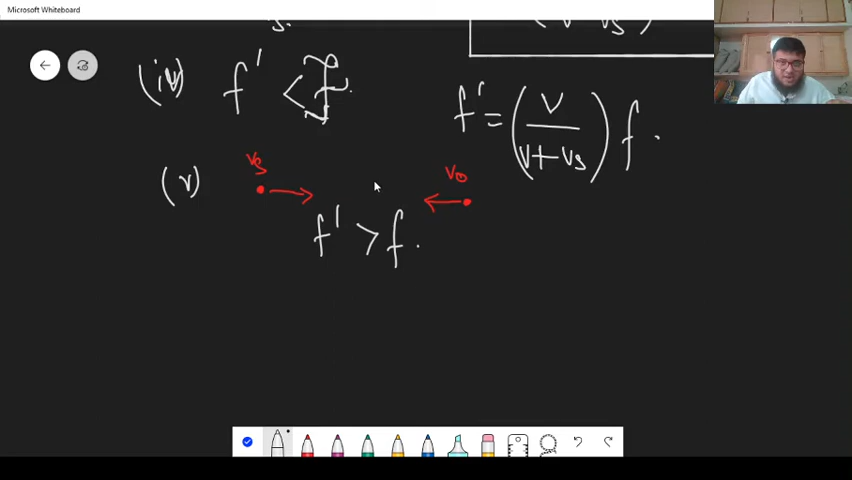 Microsoft Whiteboard
(iv) f' < f.
f' = (v / v+vs) f.
(v) vs vo
f' > f.